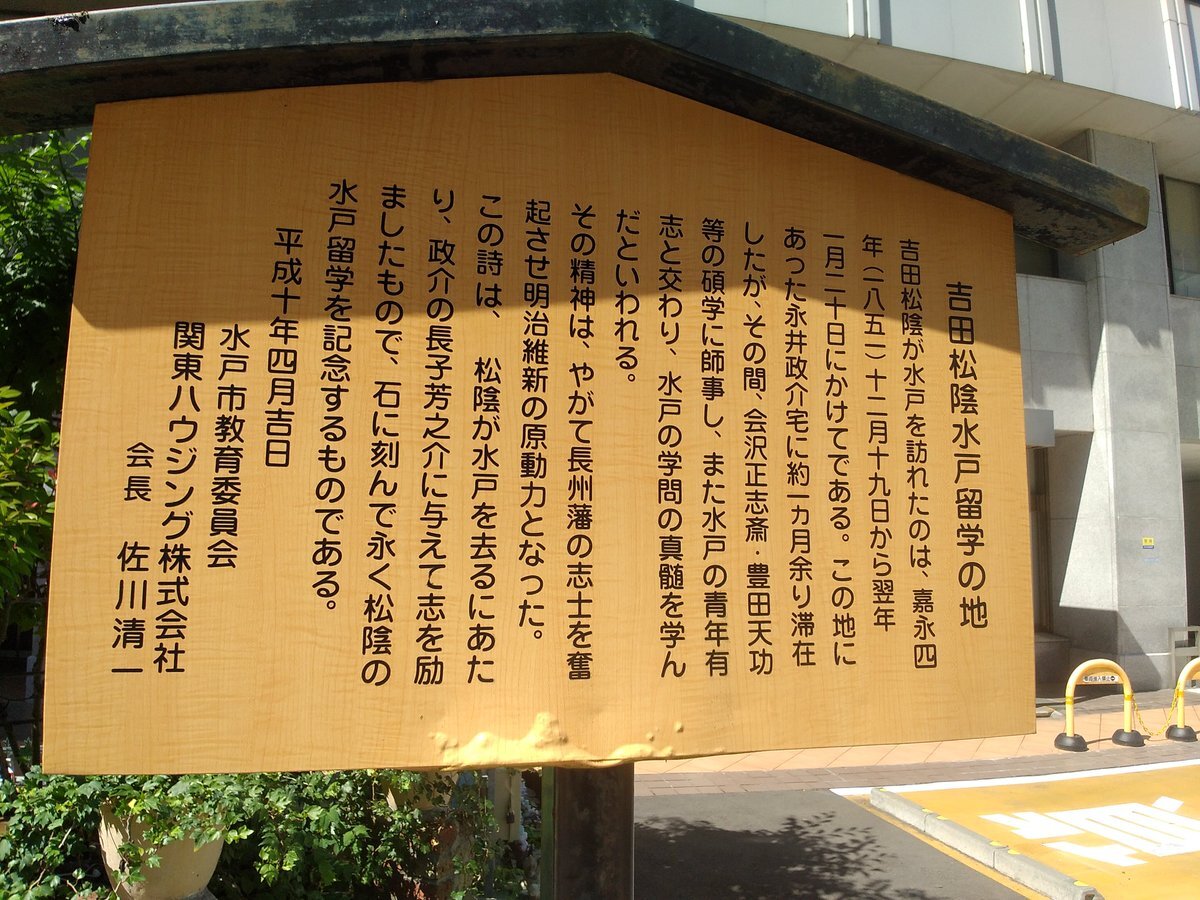 吉田松陰水戸留学の地
吉田松陰が水戸を訪れたのは、嘉永四
年(一八五一)十二月十九日から翌年
一月二十日にかけてである。この地に
あった永井政介宅に約一カ月余り滞在
したが、その間、会沢正志斎・豊田天功
等の碩学に師事し、また水戸の青年有
志と交わり、水戸の学問の真髄を学ん
だといわれる。
その精神は、やがて長州藩の志士を奮
起させ明治維新の原動力となった。
この詩は、松陰が水戸を去るにあた
り、政介の長子芳之介に与えて志を励
ましたもので、石に刻んで永く松陰の
水戸留学を記念するものである。
平成十年四月吉日
水戸市教育委員会
関東ハウジング株式会社
会長 佐川清一